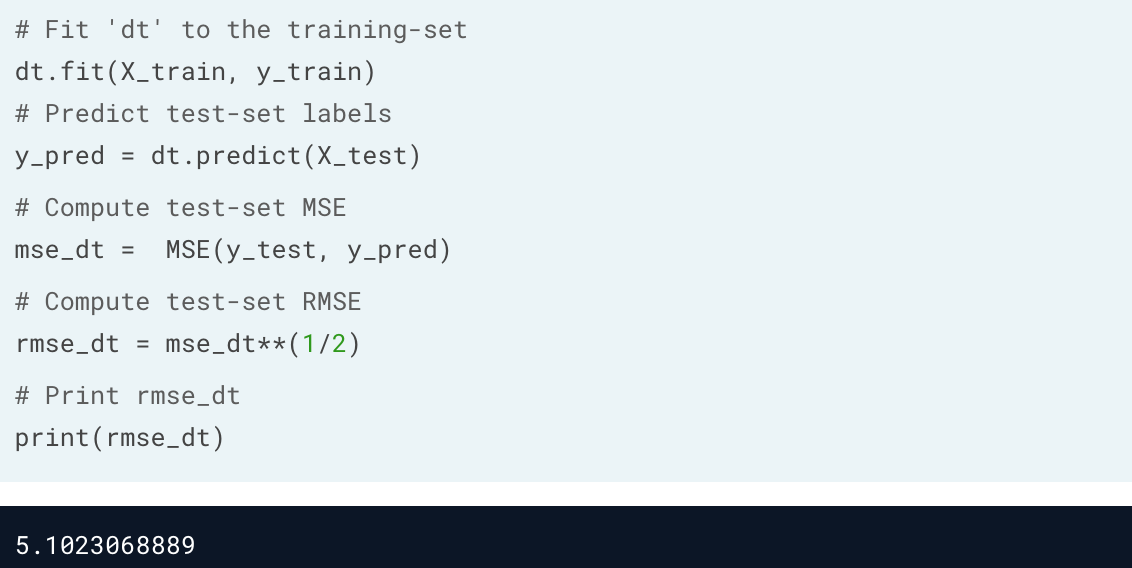 # Fit 'dt' to the training-set
dt.fit(X_train, y_train)
# Predict test-set labels
y_pred = dt.predict(X_test)
# Compute test-set MSE
mse_dt =  MSE(y_test, y_pred)
# Compute test-set RMSE
rmse_dt = mse_dt**(1/2)
# Print rmse_dt
print(rmse_dt)
5.1023068889